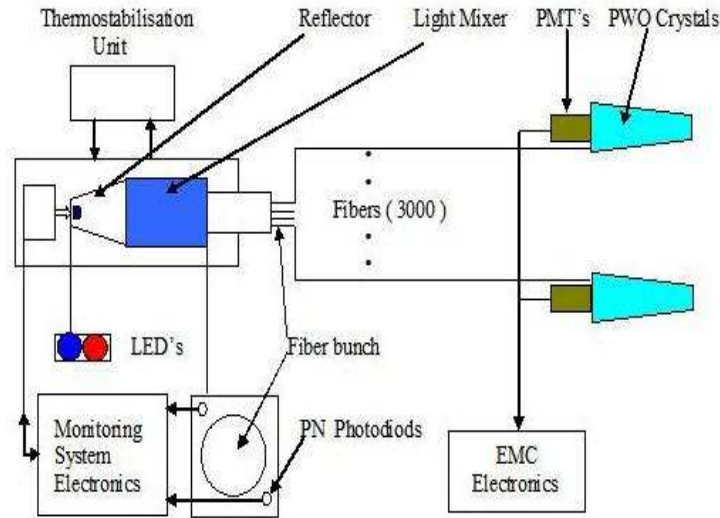 Thermostabilisation
Unit
Reflector
Light Mixer
PMT's
PWO Crystals
Fibers ( 3000 )
LED's
Fiber bunch
Monitoring
System
Electronics
PN Photodiods
EMC
Electronics